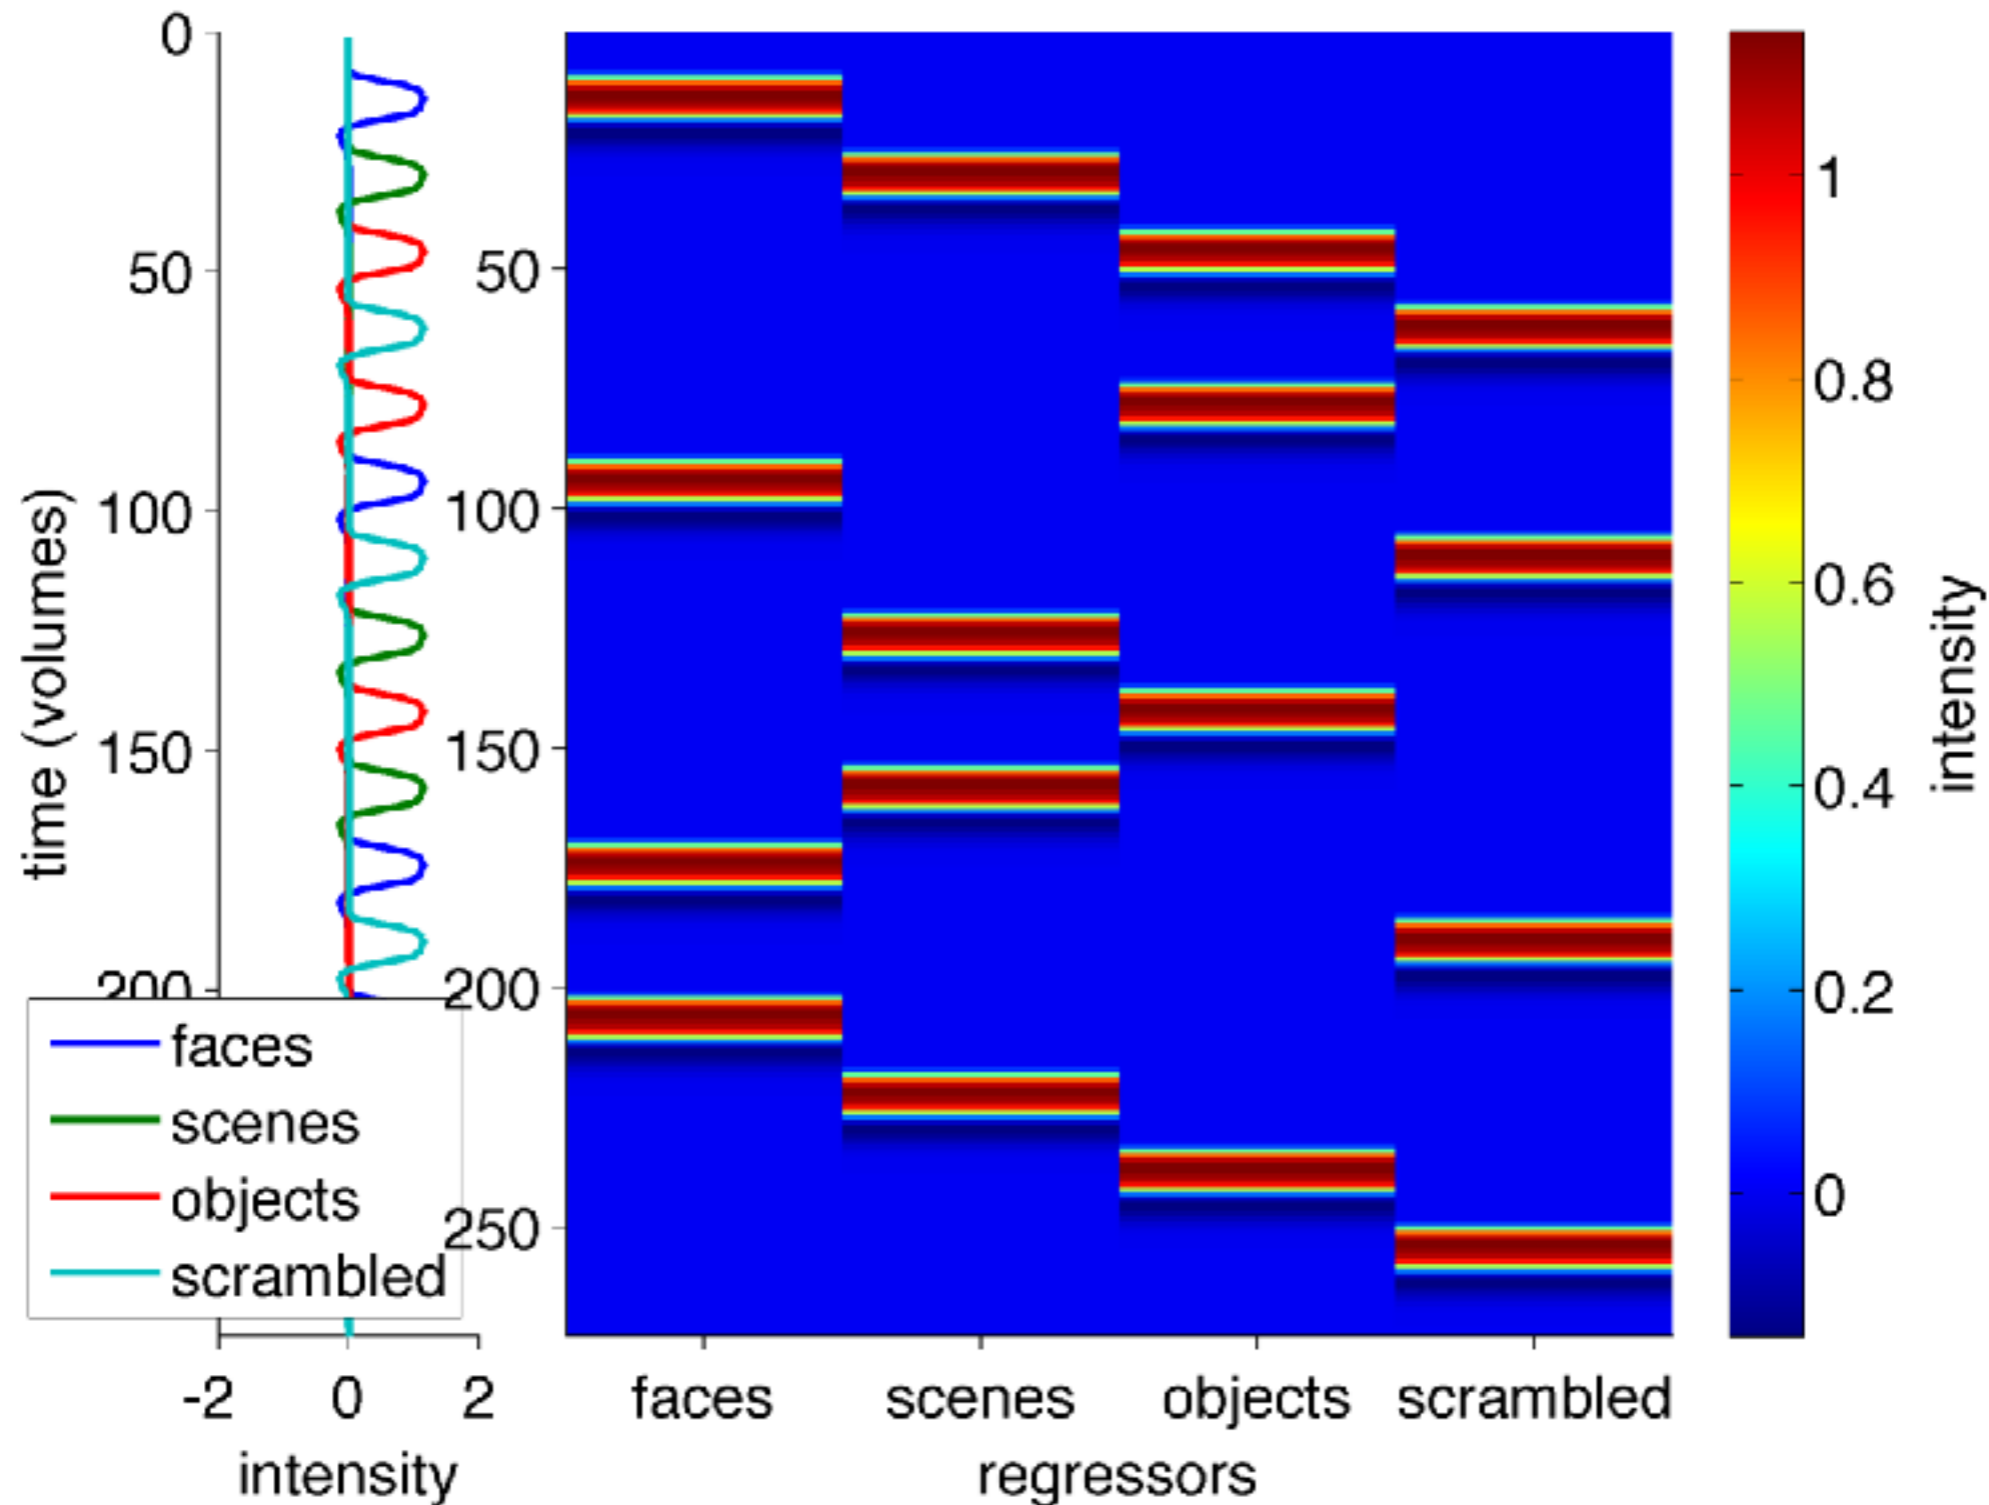 0
50
100
150
200
time (volumes)
faces
scenes
objects
scrambled
-2 0 2
intensity
50
100
150
200
250
faces scenes objects scrambled
regressors
1
0.8
0.6
0.4
0.2
0
intensity